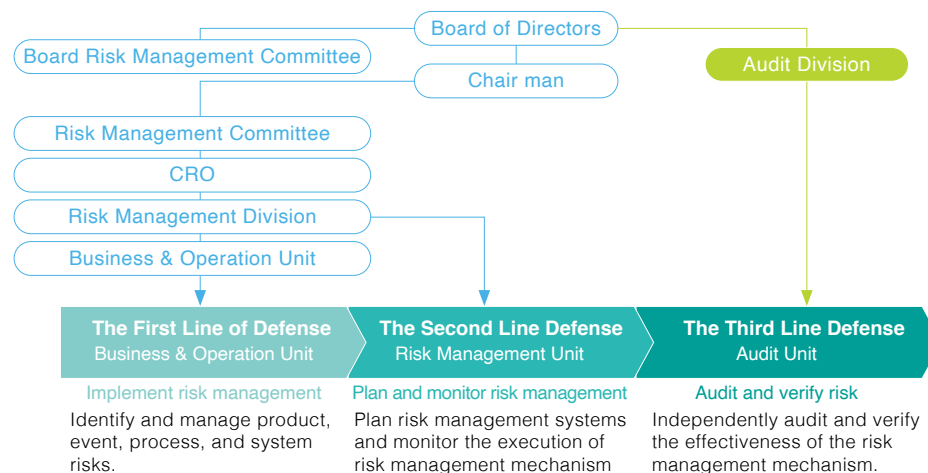 Board of Directors
Board Risk Management Committee
Audit Division
Chair man
Risk Management Committee
CRO
Risk Management Division
Business & Operation Unit
The First Line of Defense
Business & Operation Unit
The Second Line Defense
Risk Management Unit
The Third Line Defense
Audit Unit
Implement risk management
Identify and manage product,
event, process, and system
risks.
Plan and monitor risk management
Plan risk management systems
and monitor the execution of
risk management mechanism
Audit and verify risk
Independently audit and verify
the effectiveness of the risk
management mechanism.